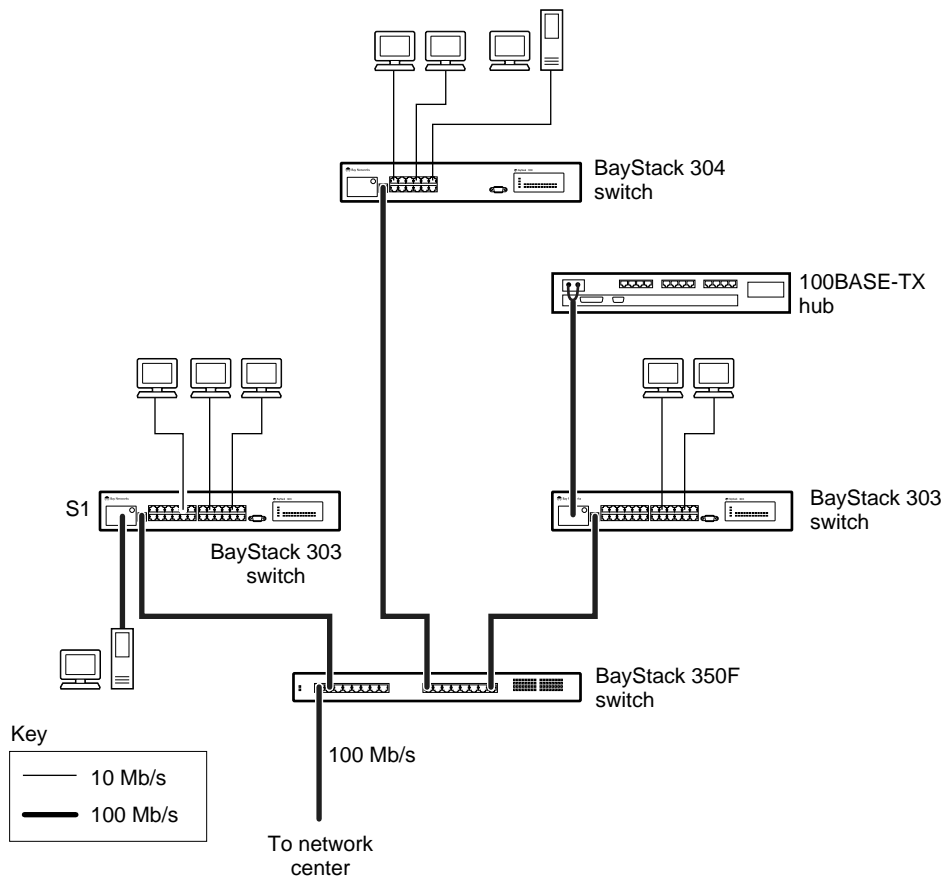 BayStack 304
switch
100BASE-TX
hub
S1
BayStack 303
switch
BayStack 303
switch
BayStack 350F
switch
Key
10 Mb/s
100 Mb/s
100 Mb/s
To network
center